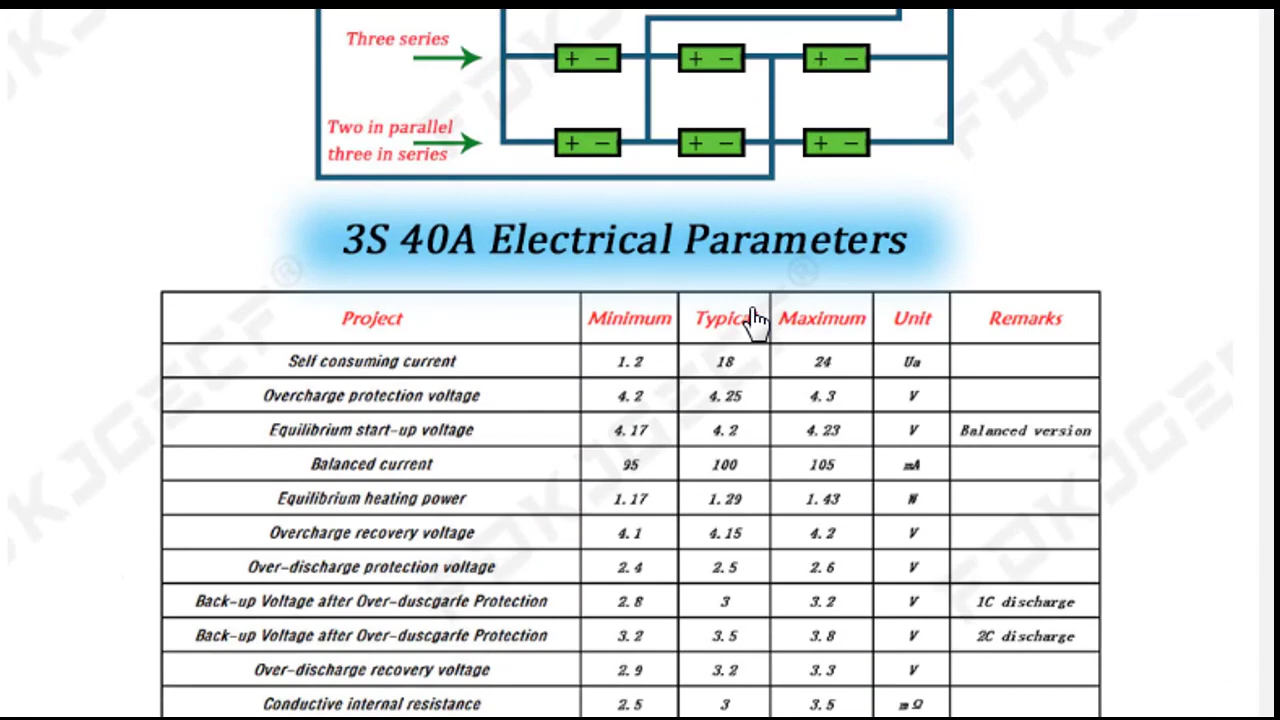 Three series
+ − + − + −
Two in parallel
three in series
+ − + − + −
3S 40A Electrical Parameters
Project Minimum Typica Maximum Unit Remarks
Self consuming current 1.2 18 24 Ua
Overcharge protection voltage 4.2 4.25 4.3 V
Equilibrium start-up voltage 4.17 4.2 4.23 V Balanced version
Balanced current 95 100 105 mA
Equilibrium heating power 1.17 1.29 1.43 W
Overcharge recovery voltage 4.1 4.15 4.2 V
Over-discharge protection voltage 2.4 2.5 2.6 V
Back-up Voltage after Over-duscgarfe Protection 2.8 3 3.2 V 1C discharge
Back-up Voltage after Over-duscgarfe Protection 3.2 3.5 3.8 V 2C discharge
Over-discharge recovery voltage 2.9 3.2 3.3 V
Conductive internal resistance 2.5 3 3.5 mΩ